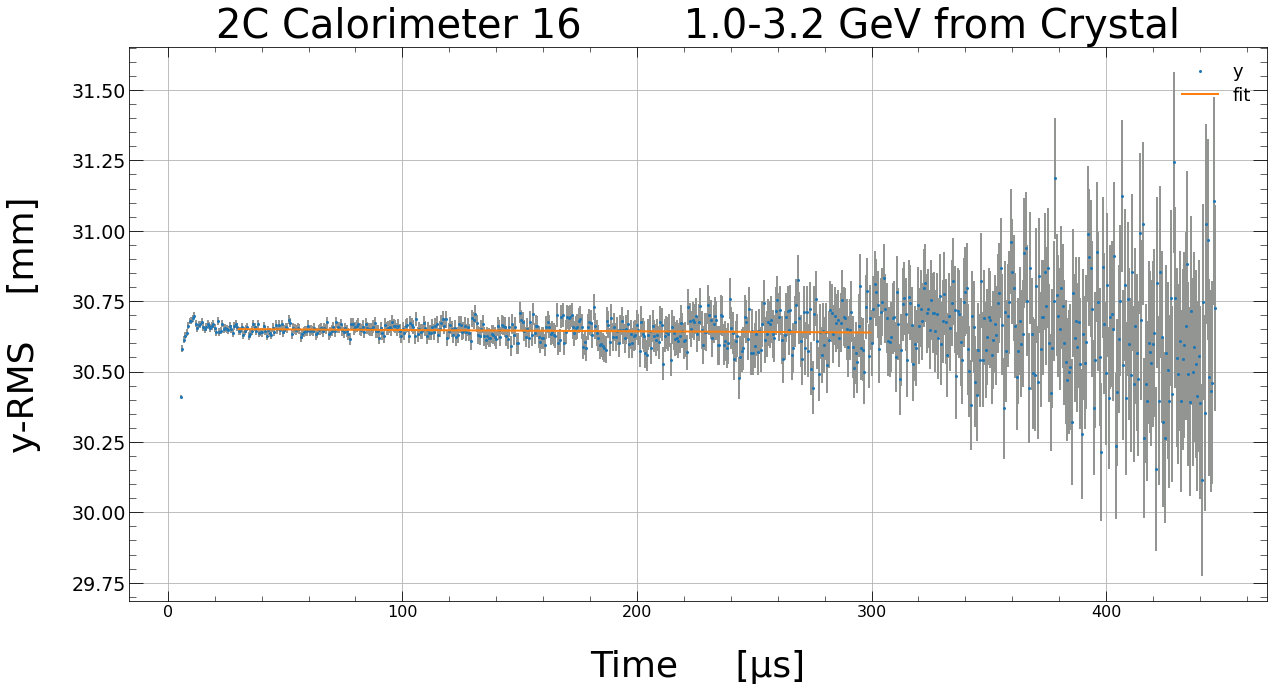 2C Calorimeter 16 1.0-3.2 GeV from Crystal
y
fit
31.50
31.25
31.00
30.75
30.50
30.25
30.00
29.75
y-RMS [mm]
0 100 200 300 400
Time [μs]